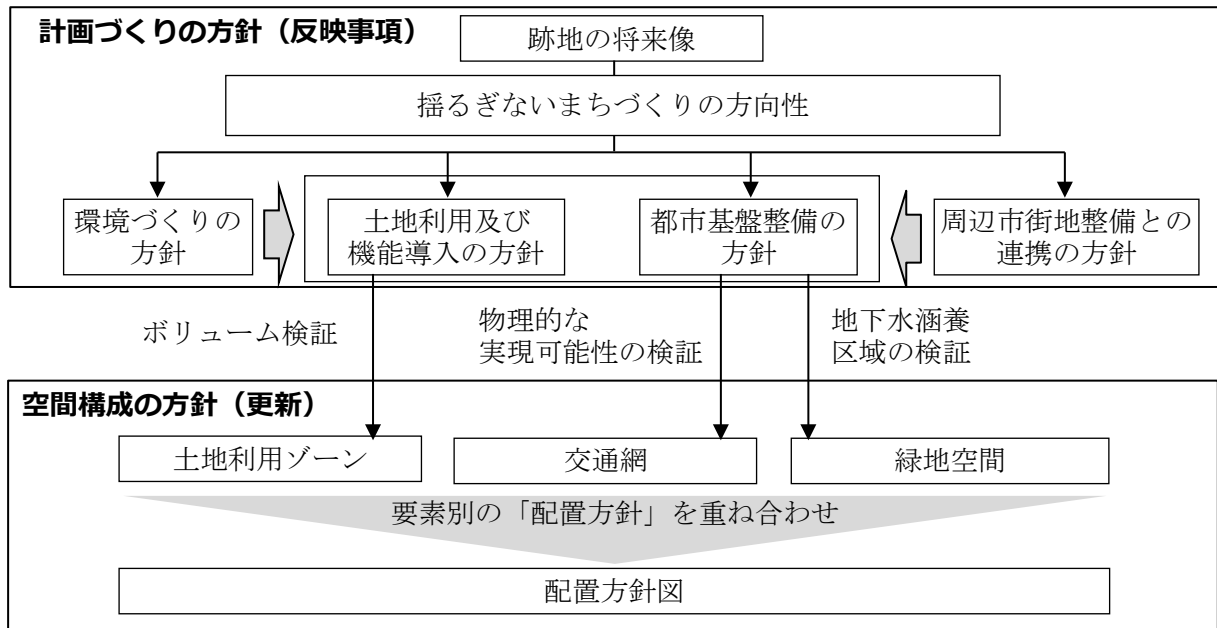 計画づくりの方針（反映事項）
跡地の将来像
揺るぎないまちづくりの方向性
環境づくりの
方針
土地利用及び
機能導入の方針
都市基盤整備の
方針
周辺市街地整備との
連携の方針
ボリューム検証
物理的な
実現可能性の検証
地下水涵養
区域の検証
空間構成の方針（更新）
土地利用ゾーン
交通網
緑地空間
要素別の「配置方針」を重ね合わせ
配置方針図